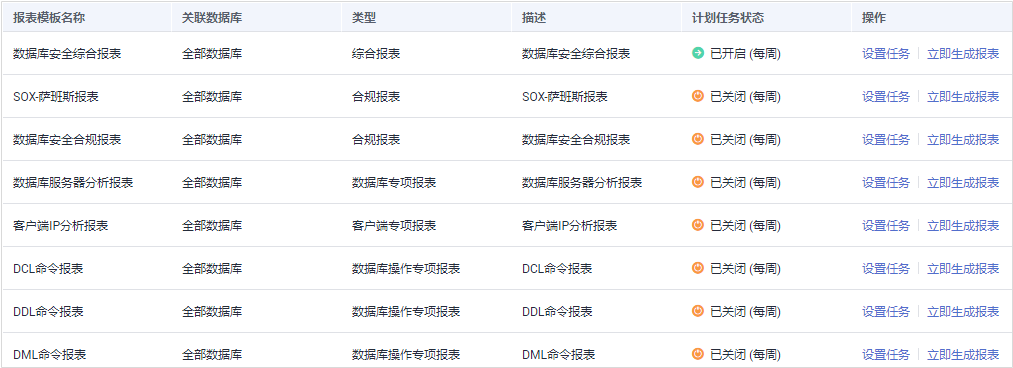 报表模板名称 关联数据库 类型 描述 计划任务状态 操作
数据库安全综合报表 全部数据库 综合报表 数据库安全综合报表 已开启 (每周) 设置任务 立即生成报表
SOX-萨班斯报表 全部数据库 合规报表 SOX-萨班斯报表 已关闭 (每周) 设置任务 立即生成报表
数据库安全合规报表 全部数据库 合规报表 数据库安全合规报表 已关闭 (每周) 设置任务 立即生成报表
数据库服务器分析报表 全部数据库 数据库专项报表 数据库服务器分析报表 已关闭 (每周) 设置任务 立即生成报表
客户端IP分析报表 全部数据库 客户端专项报表 客户端IP分析报表 已关闭 (每周) 设置任务 立即生成报表
DCL命令报表 全部数据库 数据库操作专项报表 DCL命令报表 已关闭 (每周) 设置任务 立即生成报表
DDL命令报表 全部数据库 数据库操作专项报表 DDL命令报表 已关闭 (每周) 设置任务 立即生成报表
DML命令报表 全部数据库 数据库操作专项报表 DML命令报表 已关闭 (每周) 设置任务 立即生成报表